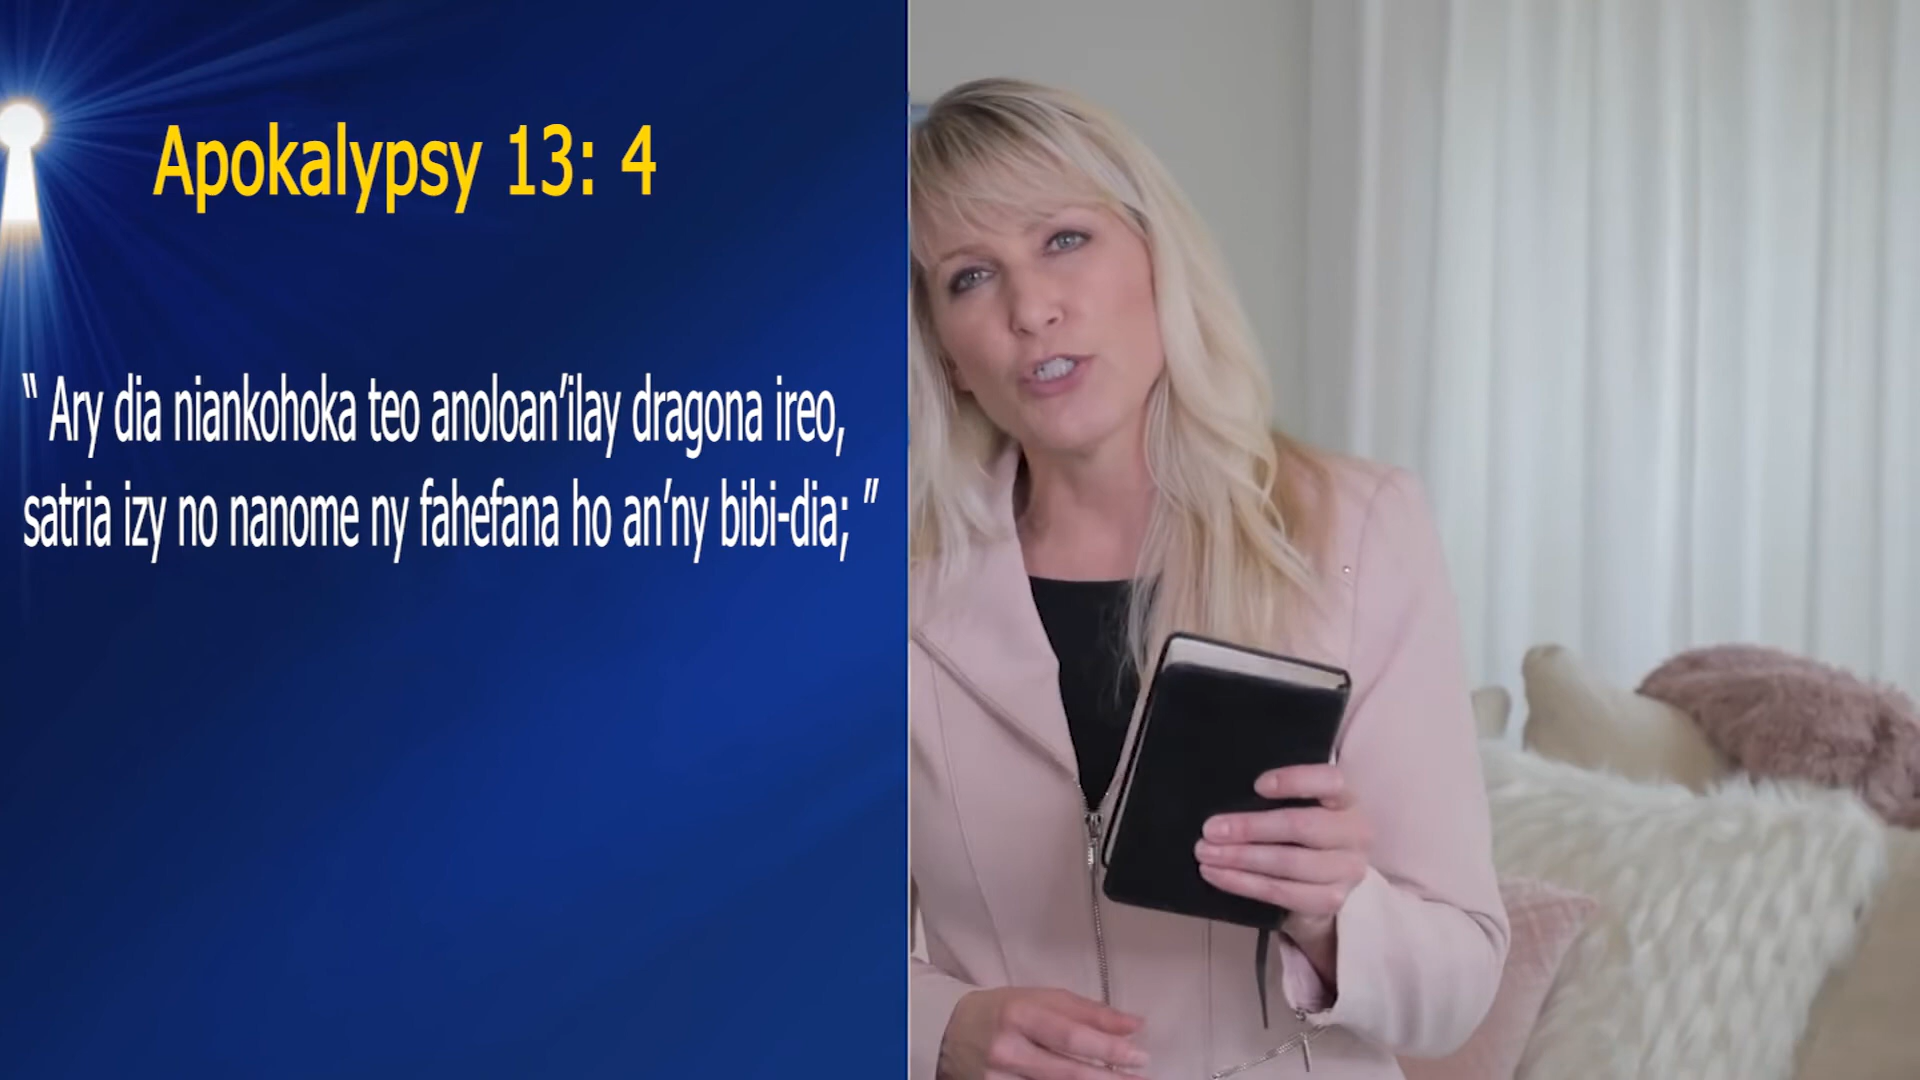 Apokalypsy 13: 4
“ Ary dia niankohoka teo anoloan’ilay dragona ireo,
satria izy no nanome ny fahefana ho an’ny bibi-dia; ”